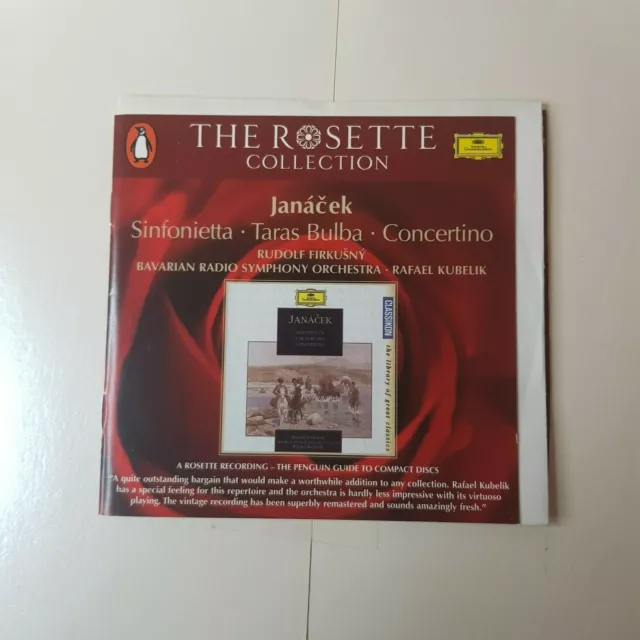 THE ROSETTE
COLLECTION
Janáček
Sinfonietta · Taras Bulba · Concertino
RUDOLF FIRKUŠNÝ
BAVARIAN RADIO SYMPHONY ORCHESTRA · RAFAEL KUBELIK
JANÁČEK
CLASSIKON
the library of great classics
A ROSETTE RECORDING – THE PENGUIN GUIDE TO COMPACT DISCS
"A quite outstanding bargain that would make a worthwhile addition to any collection. Rafael Kubelik
has a special feeling for this repertoire and the orchestra is hardly less impressive with its virtuoso
playing. The vintage recording has been superbly remastered and sounds amazingly fresh."